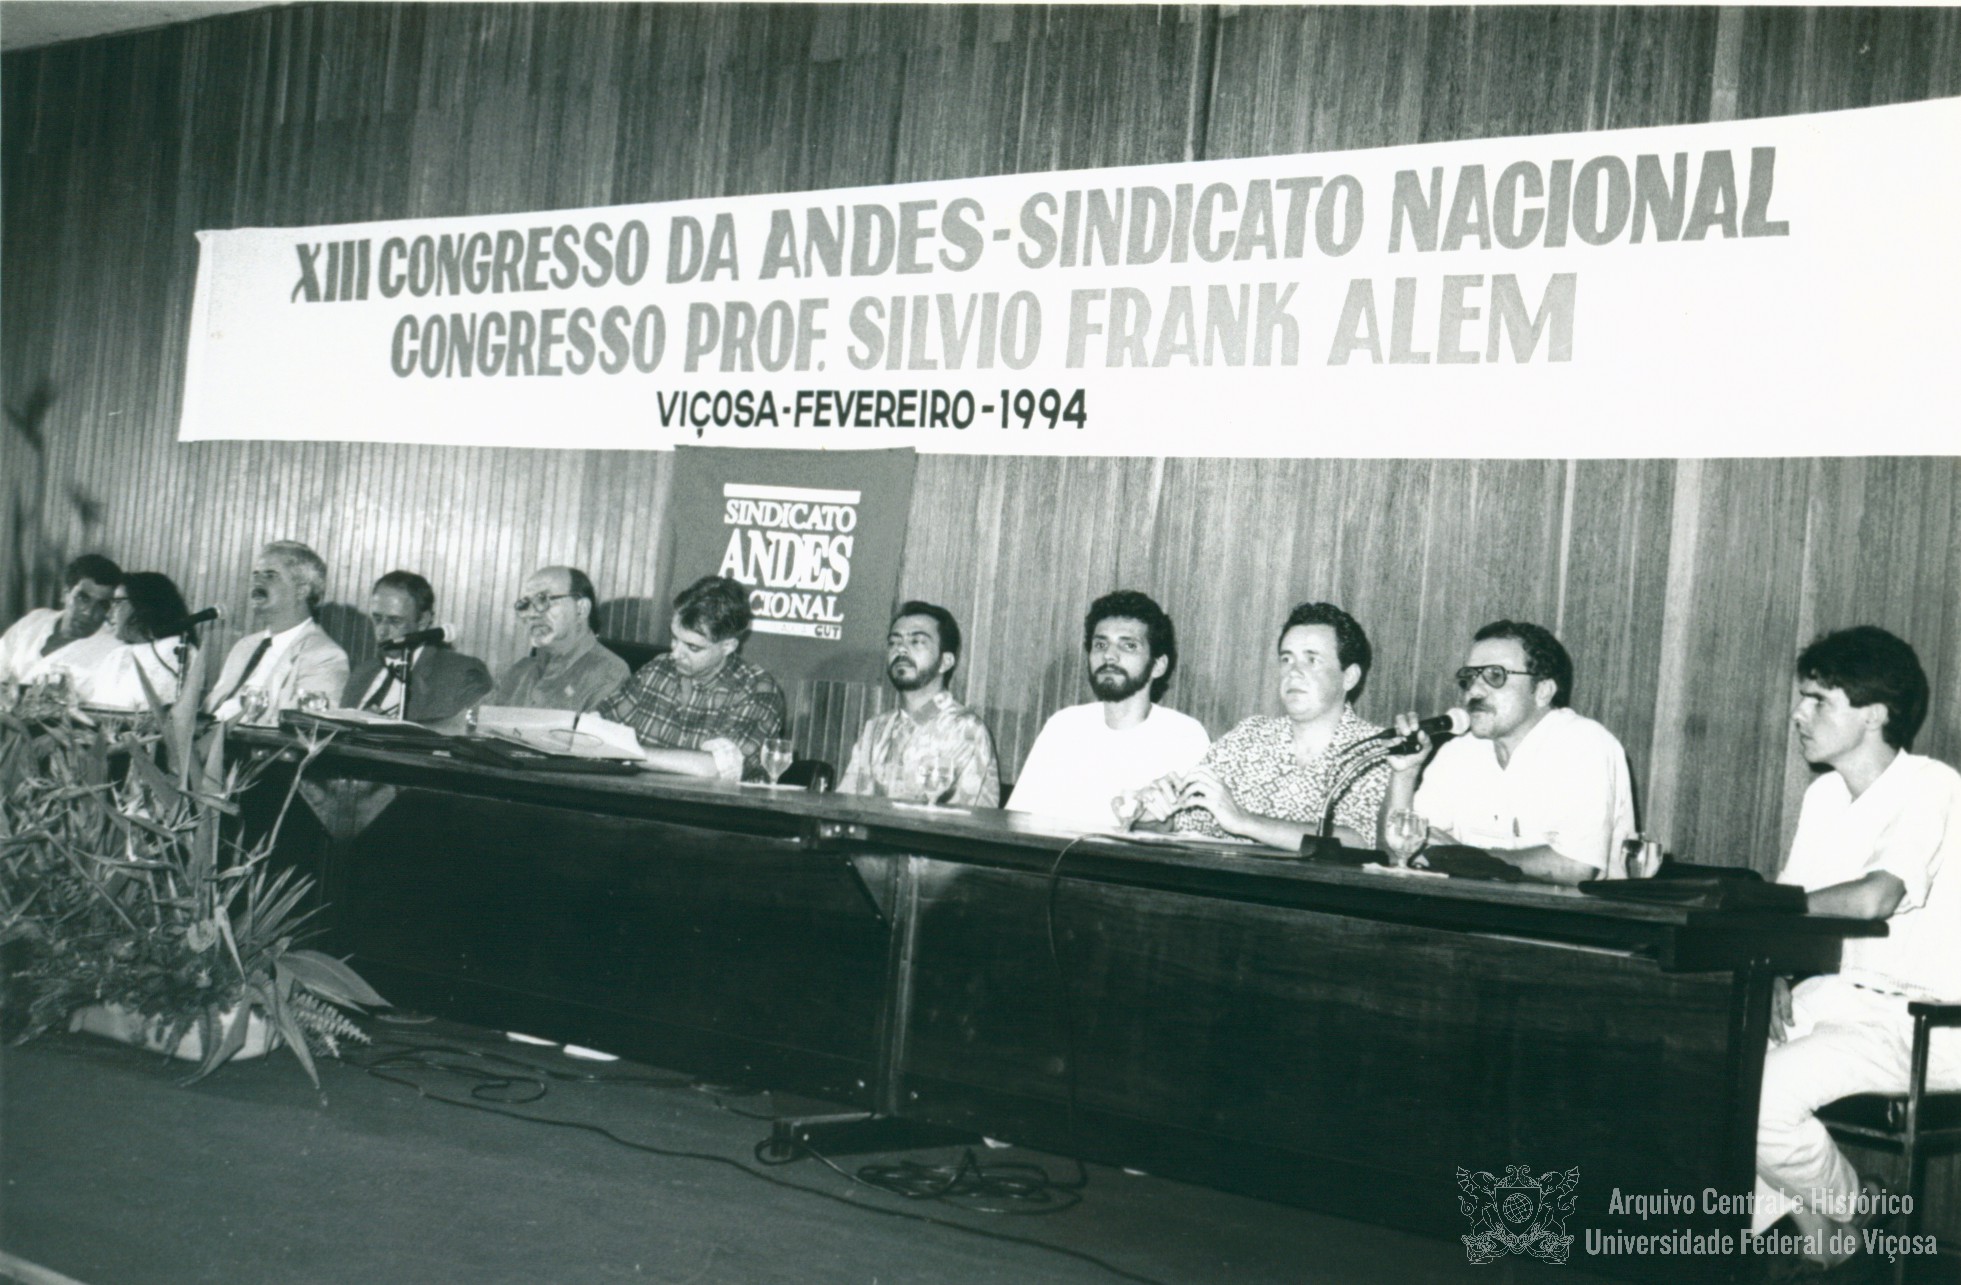 XIII CONGRESSO DA ANDES-SINDICATO NACIONAL
CONGRESSO PROF. SILVIO FRANK ALEM
VIÇOSA-FEVEREIRO-1994
SINDICATO
ANDES
CIONAL
CUT
Arquivo Central e Histórico
Universidade Federal de Viçosa